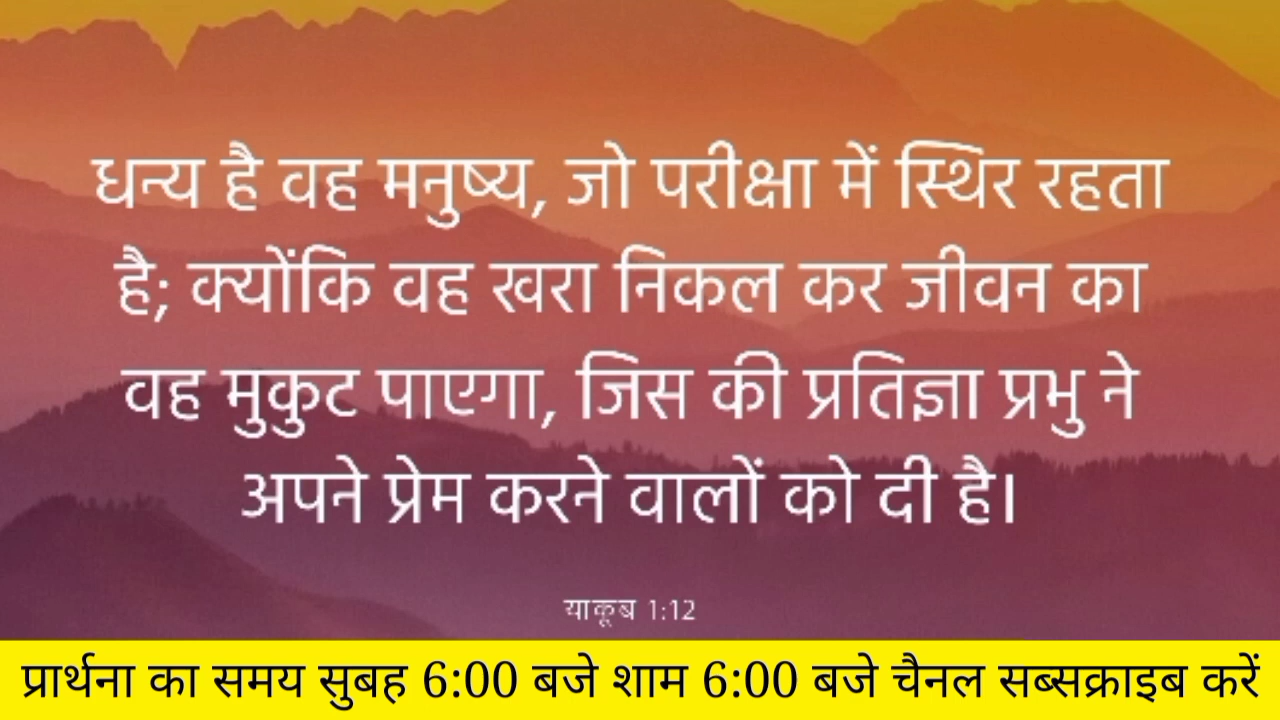 धन्य है वह मनुष्य, जो परीक्षा में स्थिर रहता
है; क्योंकि वह खरा निकल कर जीवन का
वह मुकुट पाएगा, जिस की प्रतिज्ञा प्रभु ने
अपने प्रेम करने वालों को दी है।
याकूब 1:12
प्रार्थना का समय सुबह 6:00 बजे शाम 6:00 बजे चैनल सब्सक्राइब करें